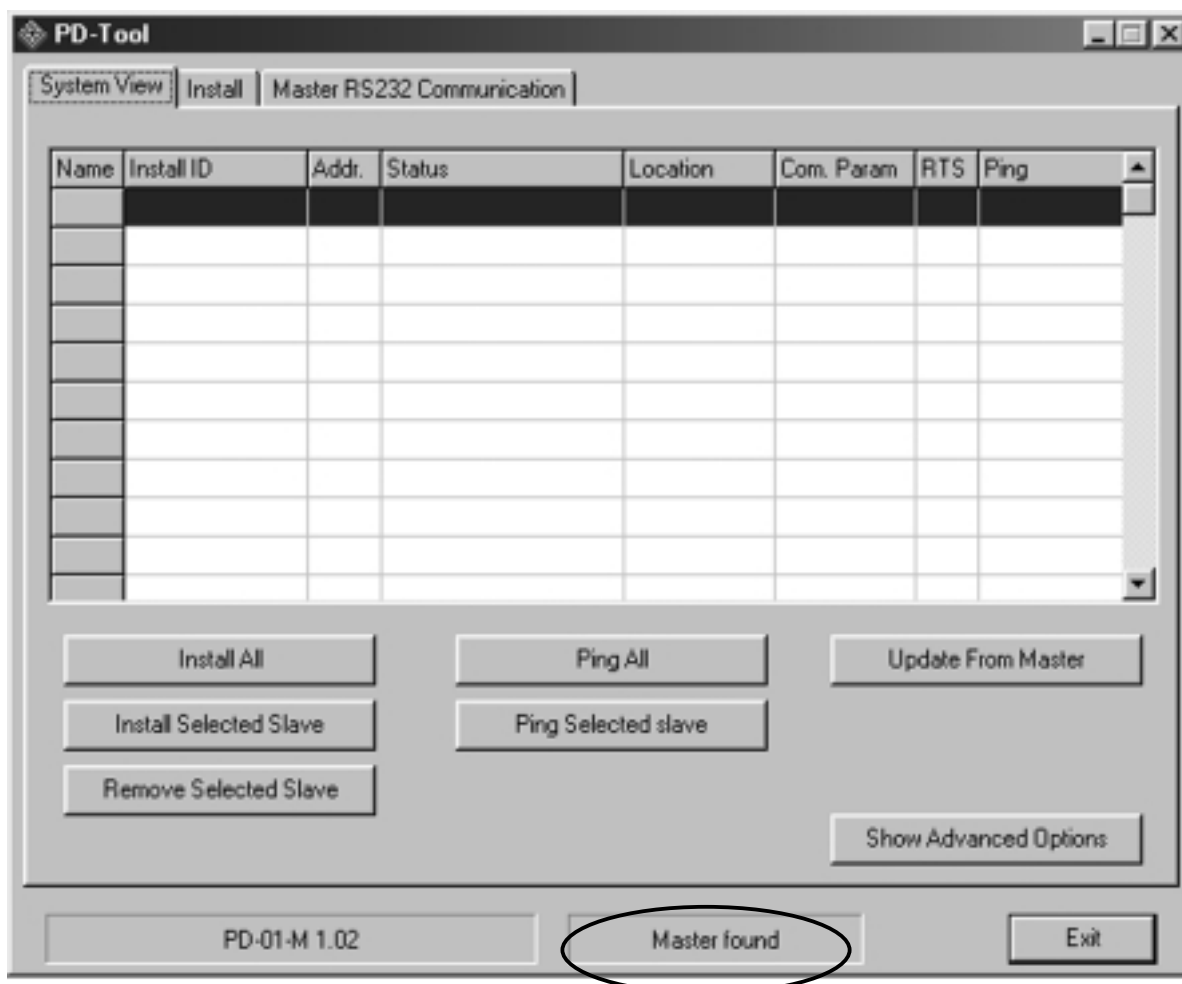 PD-Tool
System View Install Master RS232 Communication
Name Install ID Addr. Status Location Com. Param RTS Ping
Install All Ping All Update From Master
Install Selected Slave Ping Selected slave
Remove Selected Slave
Show Advanced Options
PD-01-M 1.02 Master found Exit